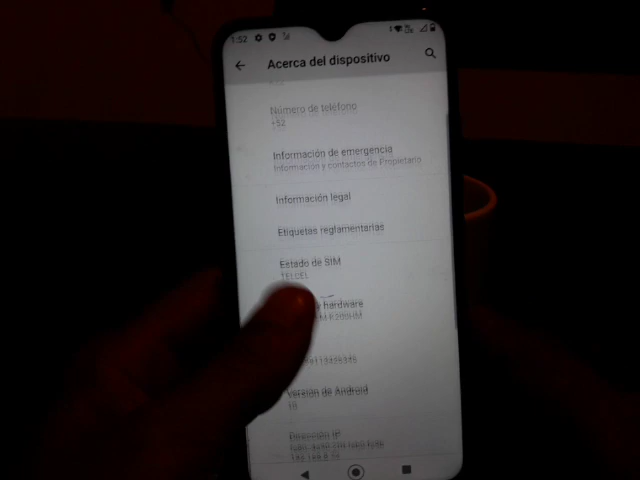 1:52
Acerca del dispositivo
Número de teléfono
+52
Información de emergencia
Información y contactos de Propietario
Información legal
Etiquetas reglamentarias
Estado de SIM
TELCEL
y hardware
Versión de Android
10
Dirección IP